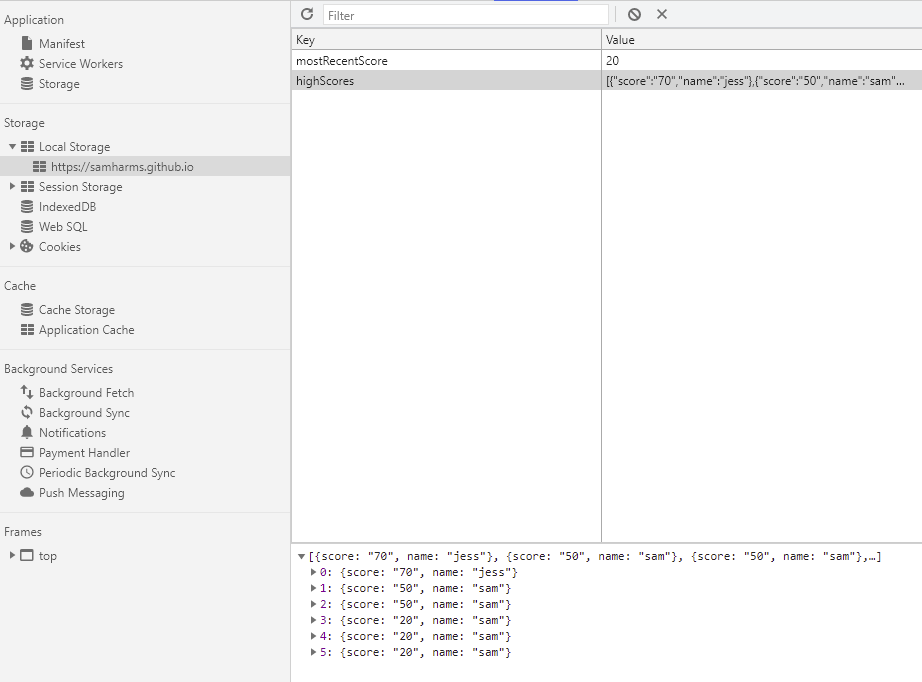 Application
Manifest
Service Workers
Storage
Storage
Local Storage
https://samharms.github.io
Session Storage
IndexedDB
Web SQL
Cookies
Cache
Cache Storage
Application Cache
Background Services
Background Fetch
Background Sync
Notifications
Payment Handler
Periodic Background Sync
Push Messaging
Frames
top
Filter
Key Value
mostRecentScore 20
highScores [{"score":"70","name":"jess"},{"score":"50","name":"sam"...
[{score: "70", name: "jess"}, {score: "50", name: "sam"}, {score: "50", name: "sam"},…]
0: {score: "70", name: "jess"}
1: {score: "50", name: "sam"}
2: {score: "50", name: "sam"}
3: {score: "20", name: "sam"}
4: {score: "20", name: "sam"}
5: {score: "20", name: "sam"}